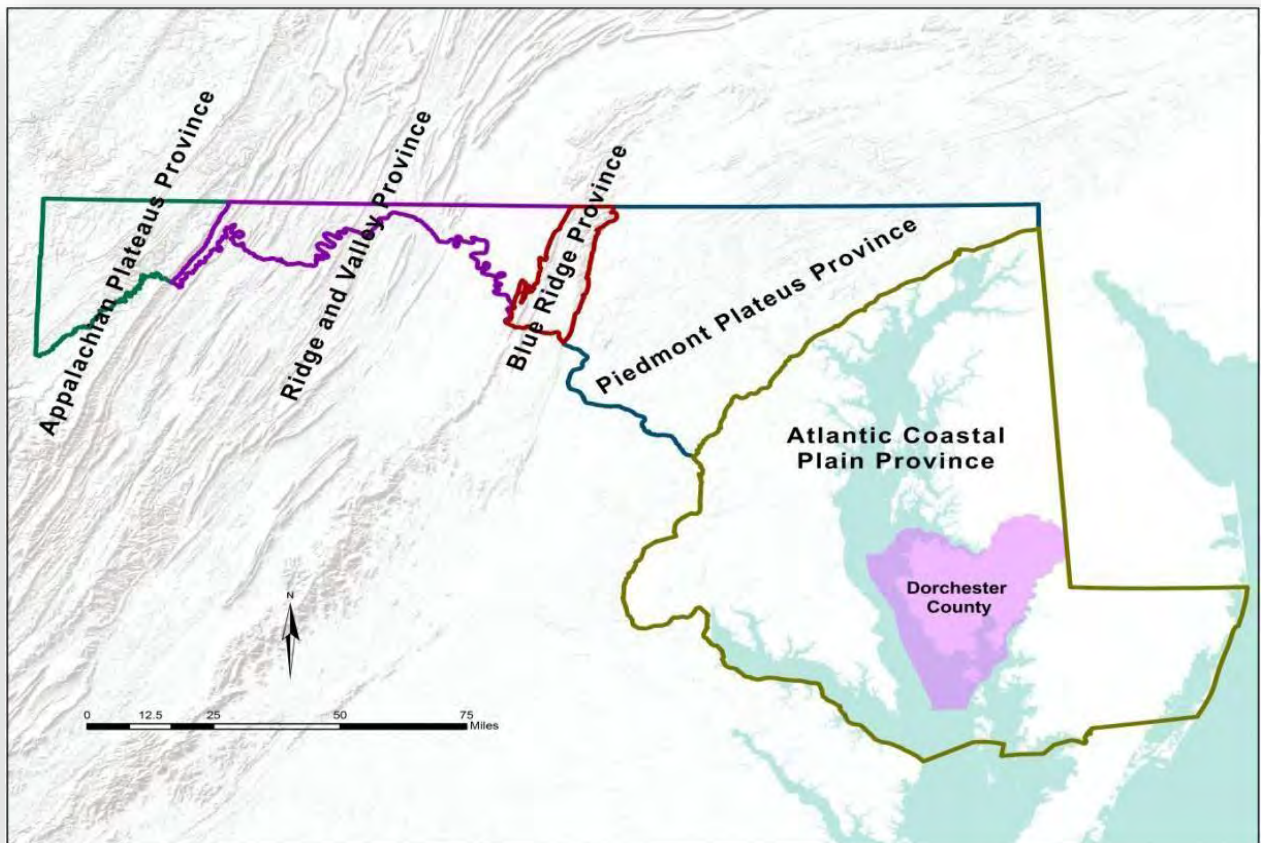 Appalachian Plateaus Province
Ridge and Valley Province
Blue Ridge Province
Piedmont Plateus Province
Atlantic Coastal
Plain Province
Dorchester
County
N
0 12.5 25 50 75
Miles